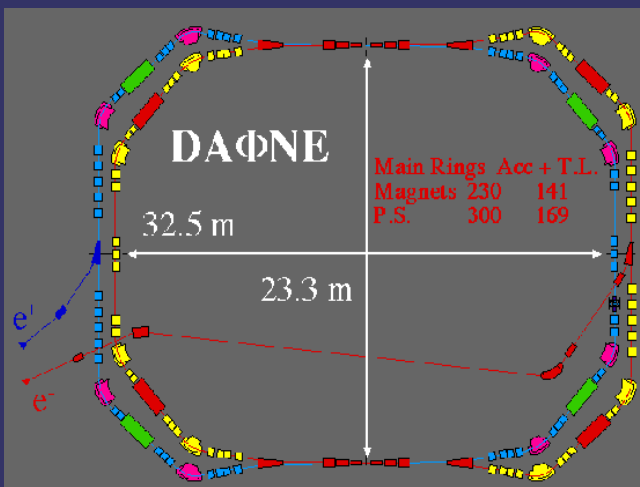 DAΦNE
Main Rings Acc + T.L.
Magnets 230 141
P.S. 300 169
32.5 m
23.3 m
e⁺
e⁻